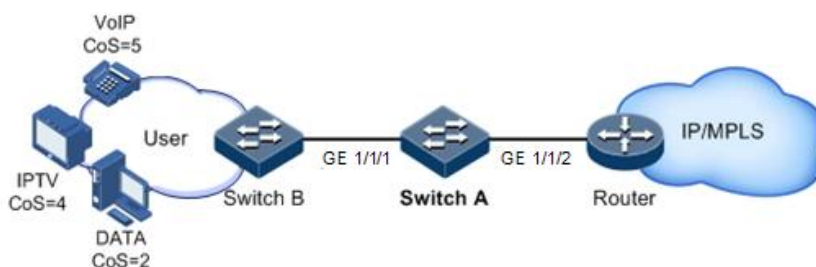 VoIP
CoS=5
User
IP/MPLS
GE 1/1/1
GE 1/1/2
IPTV
CoS=4
Switch B
Switch A
Router
DATA
CoS=2